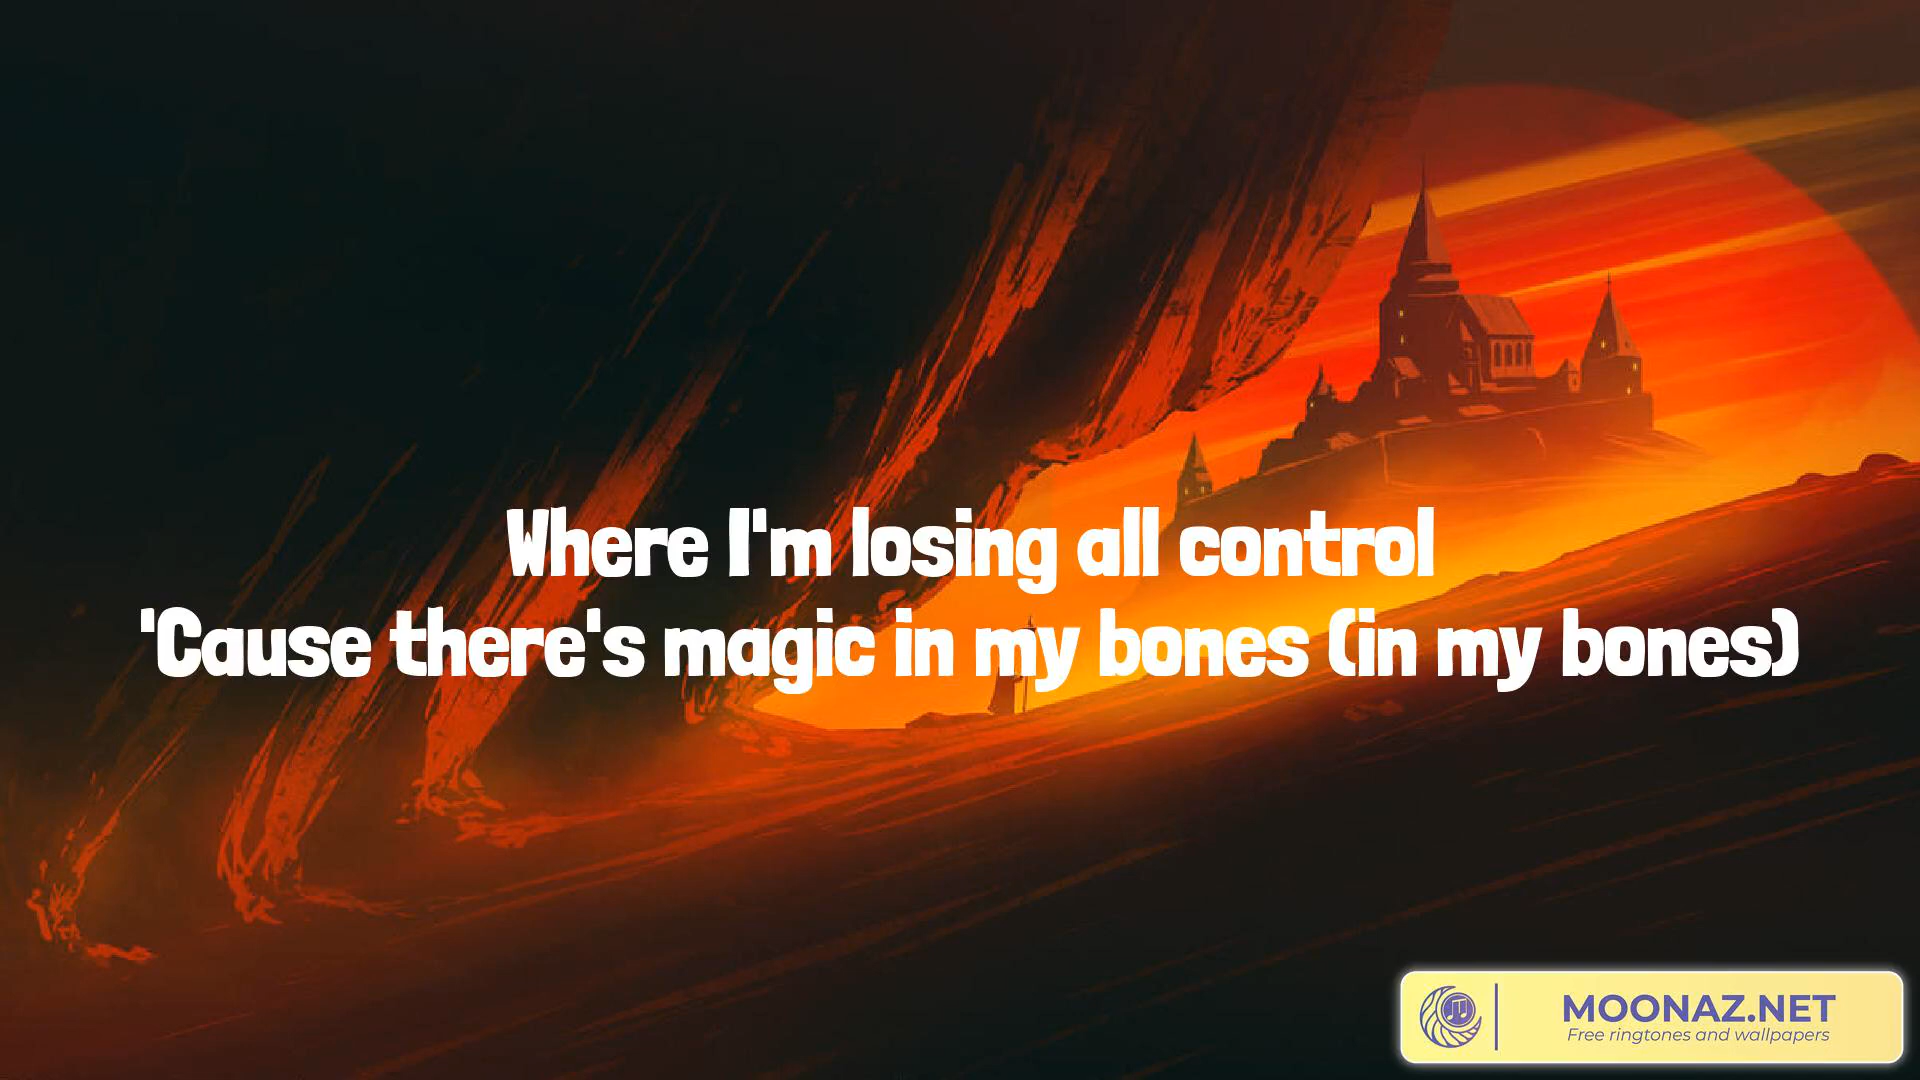 Where I'm losing all control
'Cause there's magic in my bones (in my bones)
MOONAZ.NET
Free ringtones and wallpapers